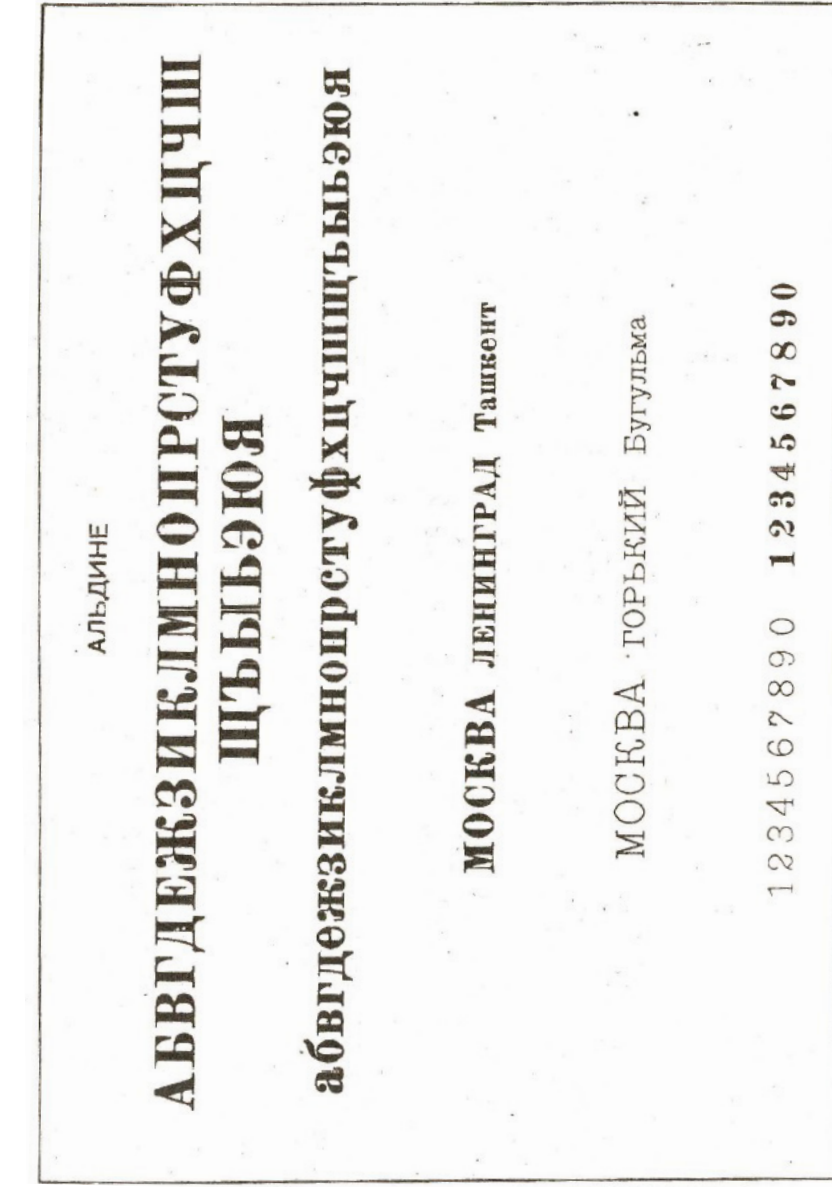 АЛЬДИНЕ
АБВГДЕЖЗИКЛМНОПРСТУФХЦЧШ
ЩЪЫЬЭЮЯ
абвгдежзиклмнопрстуфхцчшщъыьэюя
МОСКВА ЛЕНИНГРАД Ташкент
МОСКВА ГОРЬКИЙ Бугульма
1234567890 1234567890